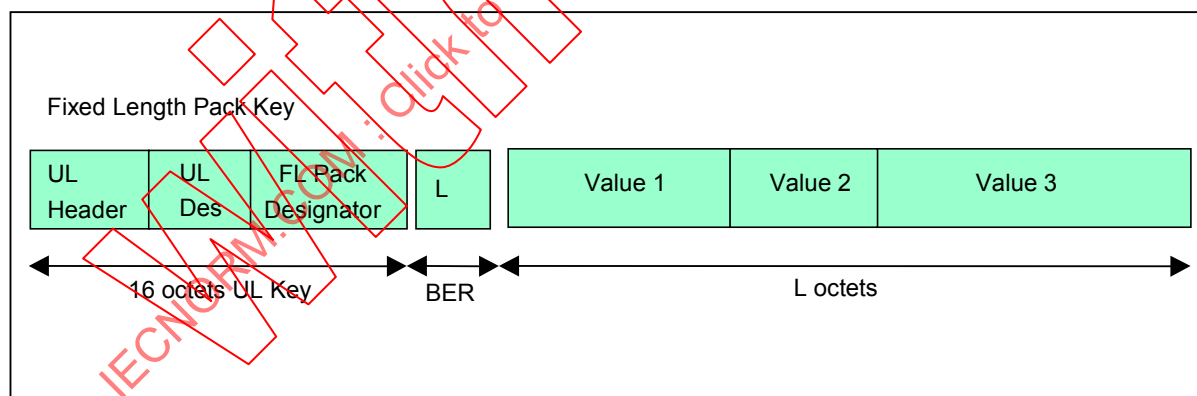 Fixed Length Pack Key
UL Header
UL Des
FL Pack Designator
L
Value 1
Value 2
Value 3
16 octets UL Key
BER
L octets
IECNORM.COM : Click to